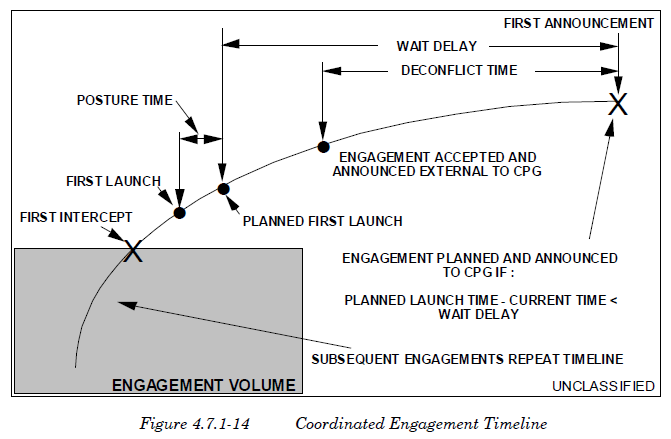 FIRST ANNOUNCEMENT
WAIT DELAY
DECONFLICT TIME
POSTURE TIME
ENGAGEMENT ACCEPTED AND
ANNOUNCED EXTERNAL TO CPG
FIRST LAUNCH
FIRST INTERCEPT
PLANNED FIRST LAUNCH
ENGAGEMENT PLANNED AND ANNOUNCED
TO CPG IF :
PLANNED LAUNCH TIME - CURRENT TIME <
WAIT DELAY
SUBSEQUENT ENGAGEMENTS REPEAT TIMELINE
ENGAGEMENT VOLUME
UNCLASSIFIED
Figure 4.7.1-14 Coordinated Engagement Timeline